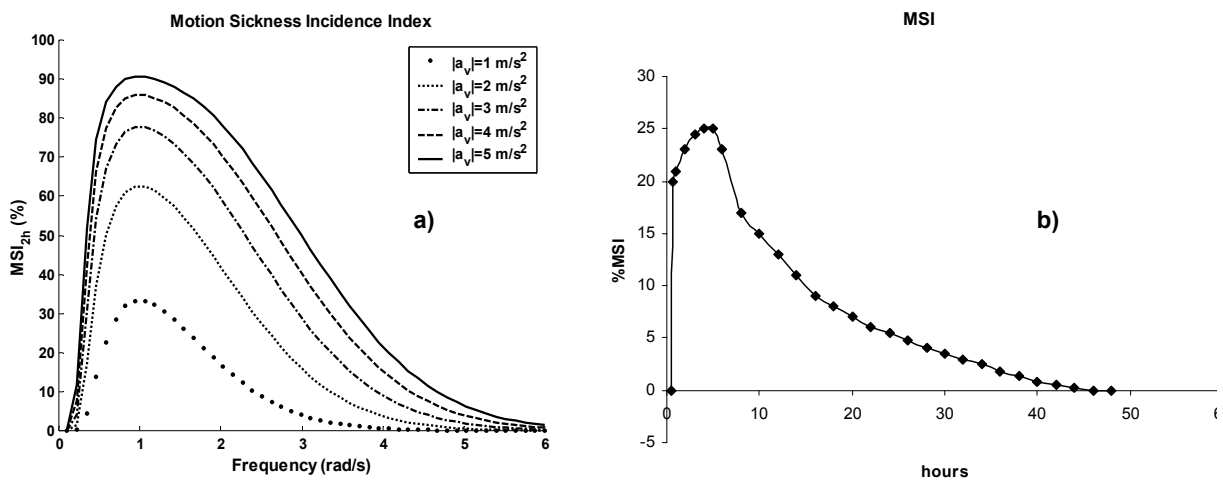 Motion Sickness Incidence Index
100
90
80
70
60
50
40
30
20
10
0
MSI2h (%)
0 1 2 3 4 5 6
Frequency (rad/s)
|av|=1 m/s2
|av|=2 m/s2
|av|=3 m/s2
|av|=4 m/s2
|av|=5 m/s2
a)
MSI
30
25
20
15
10
5
0
-5
%MSI
0 10 20 30 40 50 6
hours
b)